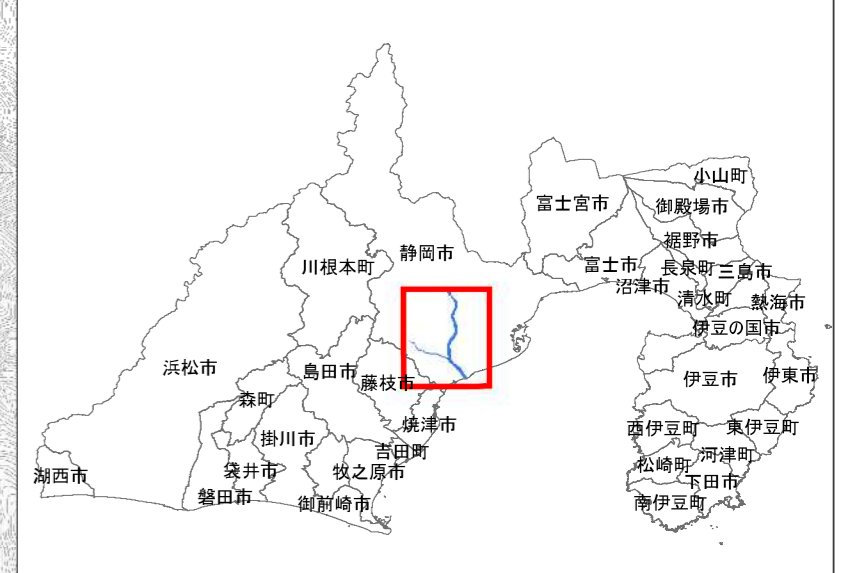 小山町
富士宮市
御殿場市
裾野市
静岡市
川根本町
富士市
長泉町
三島市
沼津市
清水町
熱海市
伊豆の国市
浜松市
島田市
藤枝市
伊豆市
伊東市
森町
焼津市
西伊豆町
東伊豆町
掛川市
吉田町
河津町
松崎町
湖西市
袋井市
牧之原市
下田市
磐田市
御前崎市
南伊豆町